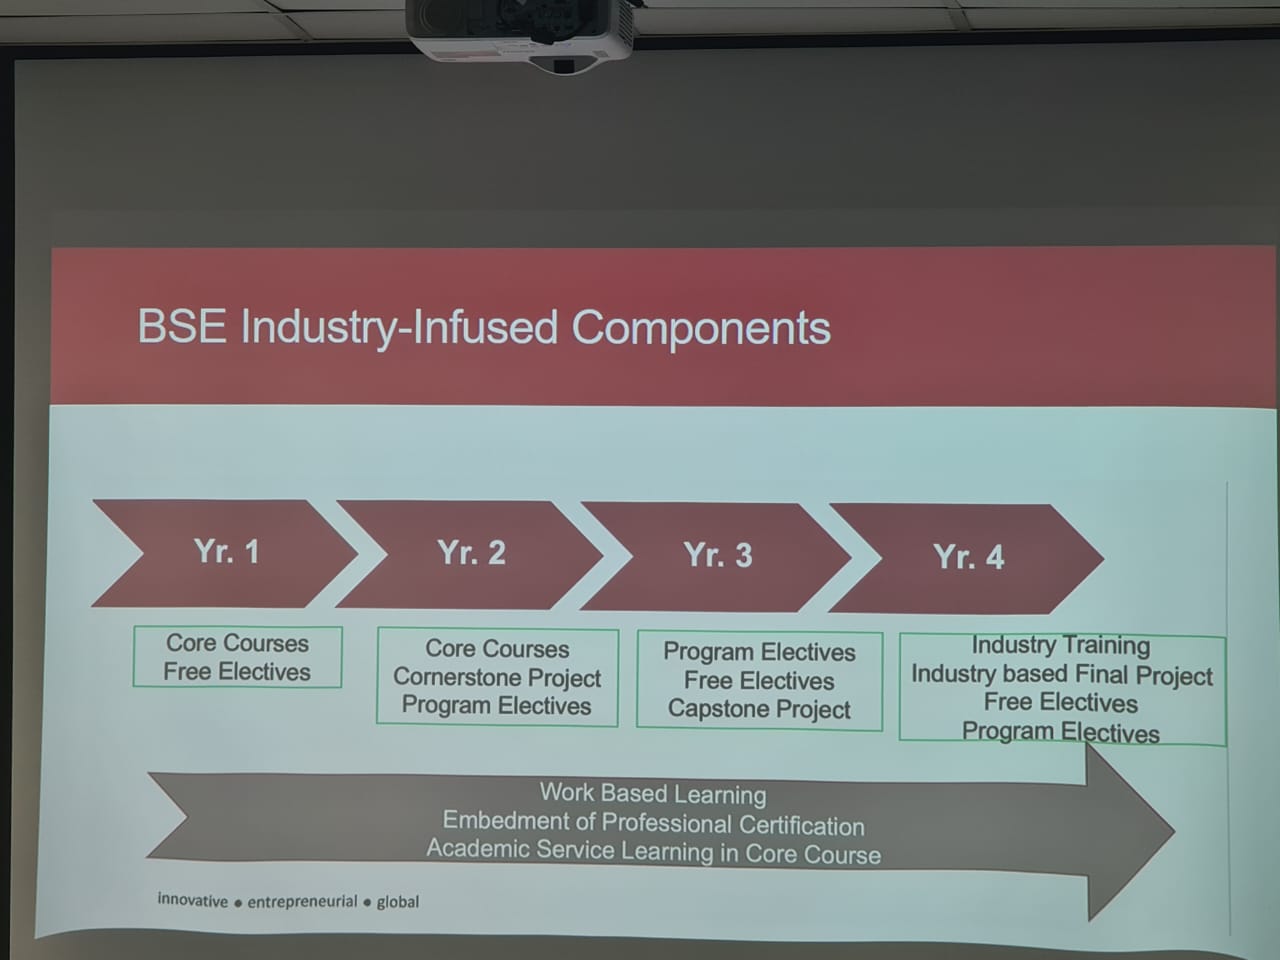 BSE Industry-Infused Components
Yr. 1
Yr. 2
Yr. 3
Yr. 4
Core Courses
Free Electives
Core Courses
Cornerstone Project
Program Electives
Program Electives
Free Electives
Capstone Project
Industry Training
Industry based Final Project
Free Electives
Program Electives
Work Based Learning
Embedment of Professional Certification
Academic Service Learning in Core Course
innovative ● entrepreneurial ● global